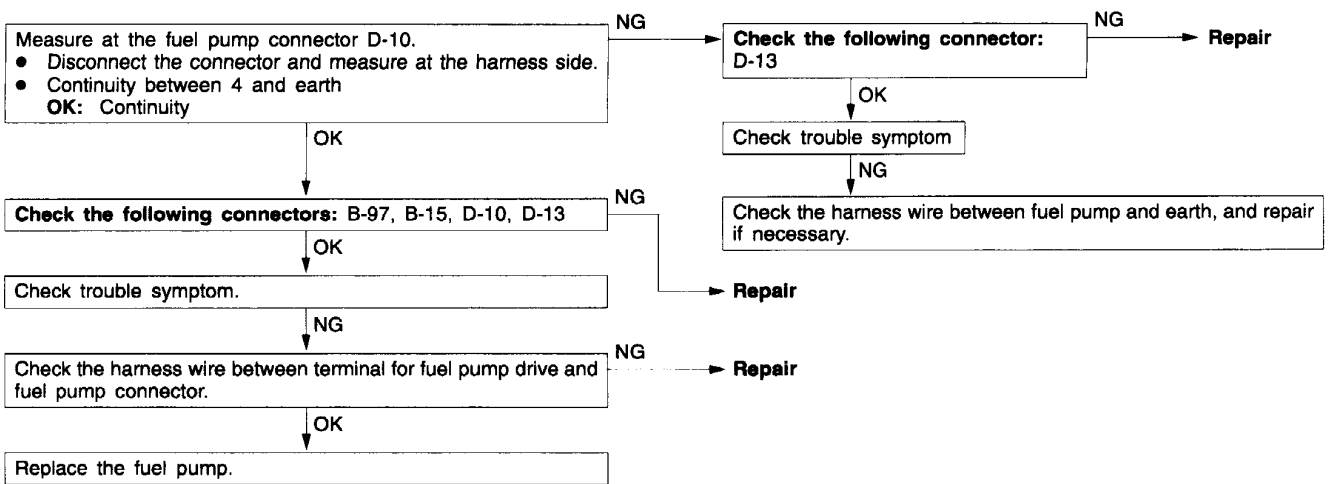 Measure at the fuel pump connector D-10.
● Disconnect the connector and measure at the harness side.
● Continuity between 4 and earth
OK: Continuity
NG
Check the following connector:
D-13
NG
Repair
OK
Check trouble symptom
NG
Check the harness wire between fuel pump and earth, and repair
if necessary.
OK
Check the following connectors: B-97, B-15, D-10, D-13
NG
Repair
OK
Check trouble symptom.
NG
Check the harness wire between terminal for fuel pump drive and
fuel pump connector.
NG
Repair
OK
Replace the fuel pump.